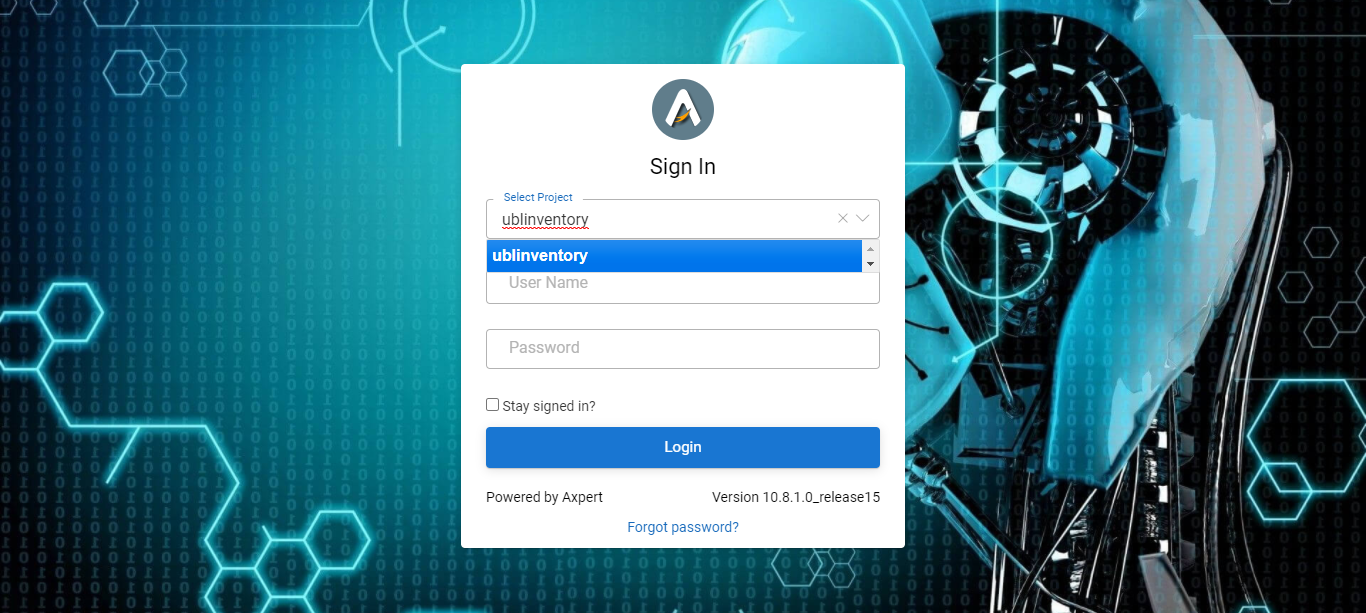 Sign In
Select Project
ublinventory
ublinventory
User Name
Password
Stay signed in?
Login
Powered by Axpert
Version 10.8.1.0_release15
Forgot password?